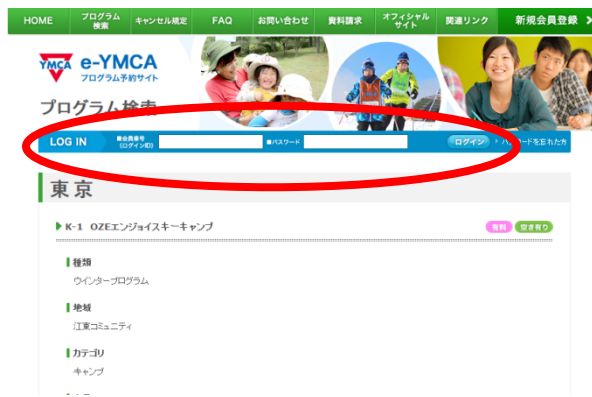 HOME プログラム検索 キャンセル規定 FAQ お問い合わせ 資料請求 オフィシャルサイト 関連リンク 新規会員登録
YMCA e-YMCA
プログラム予約サイト
プログラム検索
LOG IN ■会員番号(ログインID) ■パスワード ログイン パスワードを忘れた方
東京
K-1 OZEエンジョイスキーキャンプ 有料 空き有り
種類
ウインタープログラム
地域
江東コミュニティ
カテゴリ
キャンプ